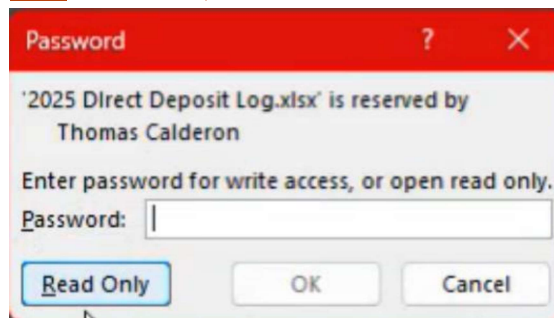 Password ? ×
'2025 DIrect Deposit Log.xlsx' is reserved by
Thomas Calderon
Enter password for write access, or open read only.
Password:
Read Only OK Cancel